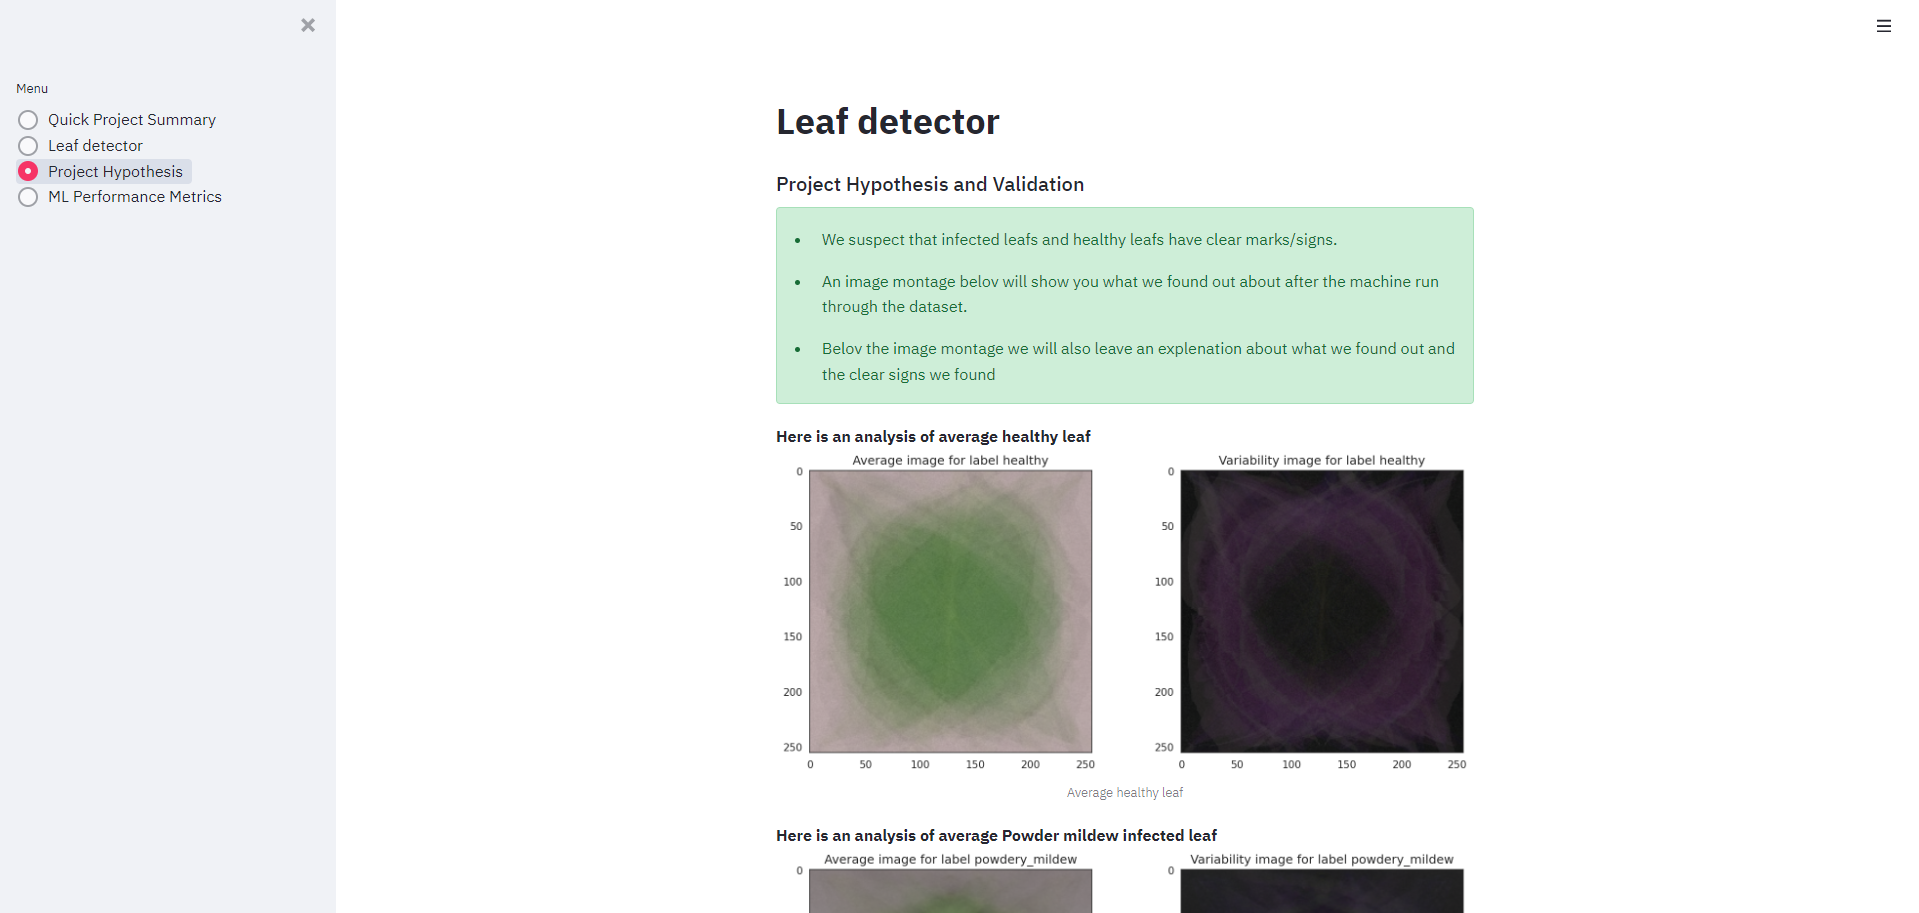 Menu
Quick Project Summary
Leaf detector
Project Hypothesis
ML Performance Metrics
Leaf detector
Project Hypothesis and Validation
We suspect that infected leafs and healthy leafs have clear marks/signs.
An image montage belov will show you what we found out about after the machine run
through the dataset.
Belov the image montage we will also leave an explenation about what we found out and
the clear signs we found
Here is an analysis of average healthy leaf
Average image for label healthy
0
50
100
150
200
250
0 50 100 150 200 250
Variability image for label healthy
0
50
100
150
200
250
0 50 100 150 200 250
Average healthy leaf
Here is an analysis of average Powder mildew infected leaf
Average image for label powdery_mildew
0
Variability image for label powdery_mildew
0